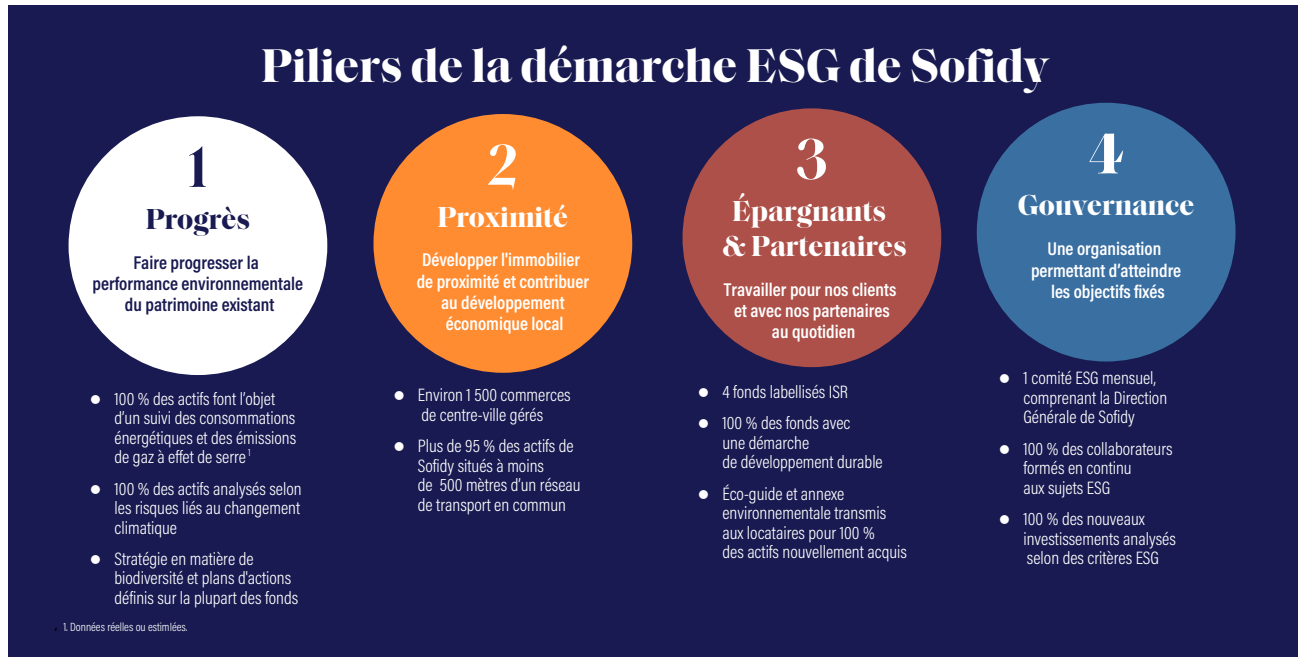 Piliers de la démarche ESG de Sofidy
1
Progrès
Faire progresser la
performance environnementale
du patrimoine existant
100 % des actifs font l'objet
d'un suivi des consommations
énergétiques et des émissions
de gaz à effet de serre¹
100 % des actifs analysés selon
les risques liés au changement
climatique
Stratégie en matière de
biodiversité et plans d'actions
définis sur la plupart des fonds
2
Proximité
Développer l'immobilier
de proximité et contribuer
au développement
économique local
Environ 1 500 commerces
de centre-ville gérés
Plus de 95 % des actifs de
Sofidy situés à moins
de 500 mètres d'un réseau
de transport en commun
3
Épargnants
& Partenaires
Travailler pour nos clients
et avec nos partenaires
au quotidien
4 fonds labellisés ISR
100 % des fonds avec
une démarche
de développement durable
Éco-guide et annexe
environnementale transmis
aux locataires pour 100 %
des actifs nouvellement acquis
4
Gouvernance
Une organisation
permettant d'atteindre
les objectifs fixés
1 comité ESG mensuel,
comprenant la Direction
Générale de Sofidy
100 % des collaborateurs
formés en continu
aux sujets ESG
100 % des nouveaux
investissements analysés
selon des critères ESG
1. Données réelles ou estimlées.